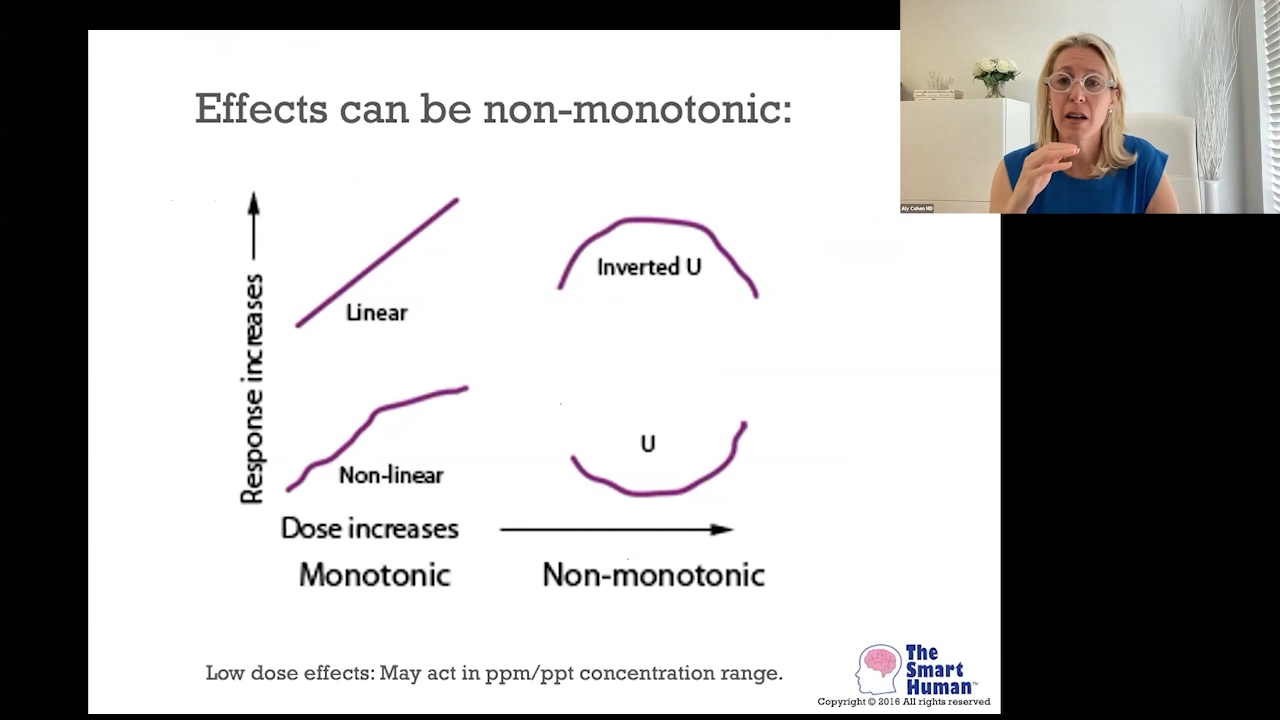 Effects can be non-monotonic:
Aly Cohen MD
Response increases
Linear
Inverted U
Non-linear
U
Dose increases
Monotonic
Non-monotonic
Low dose effects: May act in ppm/ppt concentration range.
The
Smart
Human™
Copyright © 2016 All rights reserved